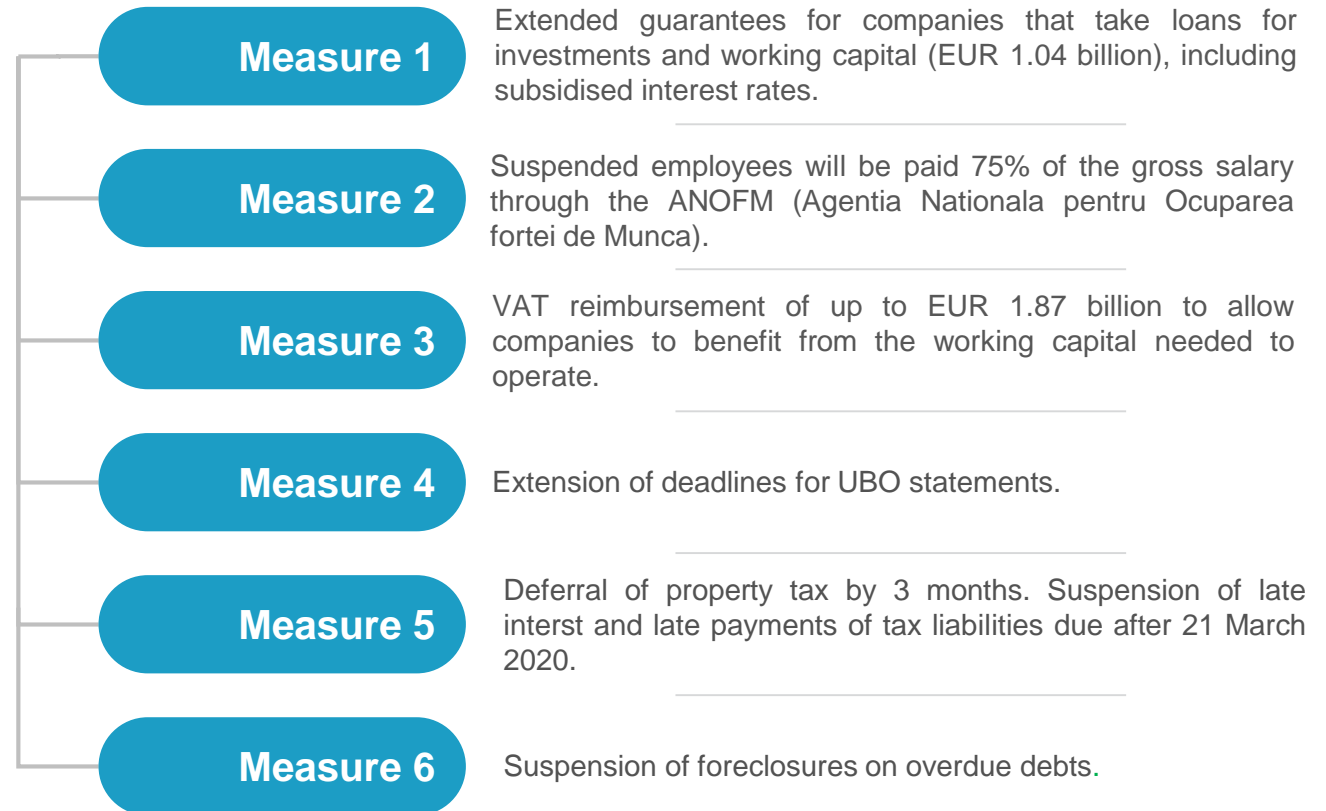 Measure 1
Extended guarantees for companies that take loans for
investments and working capital (EUR 1.04 billion), including
subsidised interest rates.
Measure 2
Suspended employees will be paid 75% of the gross salary
through the ANOFM (Agentia Nationala pentru Ocuparea
fortei de Munca).
Measure 3
VAT reimbursement of up to EUR 1.87 billion to allow
companies to benefit from the working capital needed to
operate.
Measure 4
Extension of deadlines for UBO statements.
Measure 5
Deferral of property tax by 3 months. Suspension of late
interst and late payments of tax liabilities due after 21 March
2020.
Measure 6
Suspension of foreclosures on overdue debts.